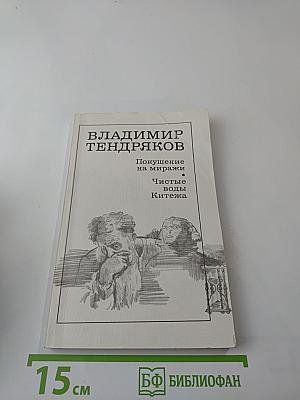 ВЛАДИМИР
ТЕНДРЯКОВ
Покушение
на миражи
•
Чистые
воды
Китежа
15 см
БФ БИБЛИОФАН